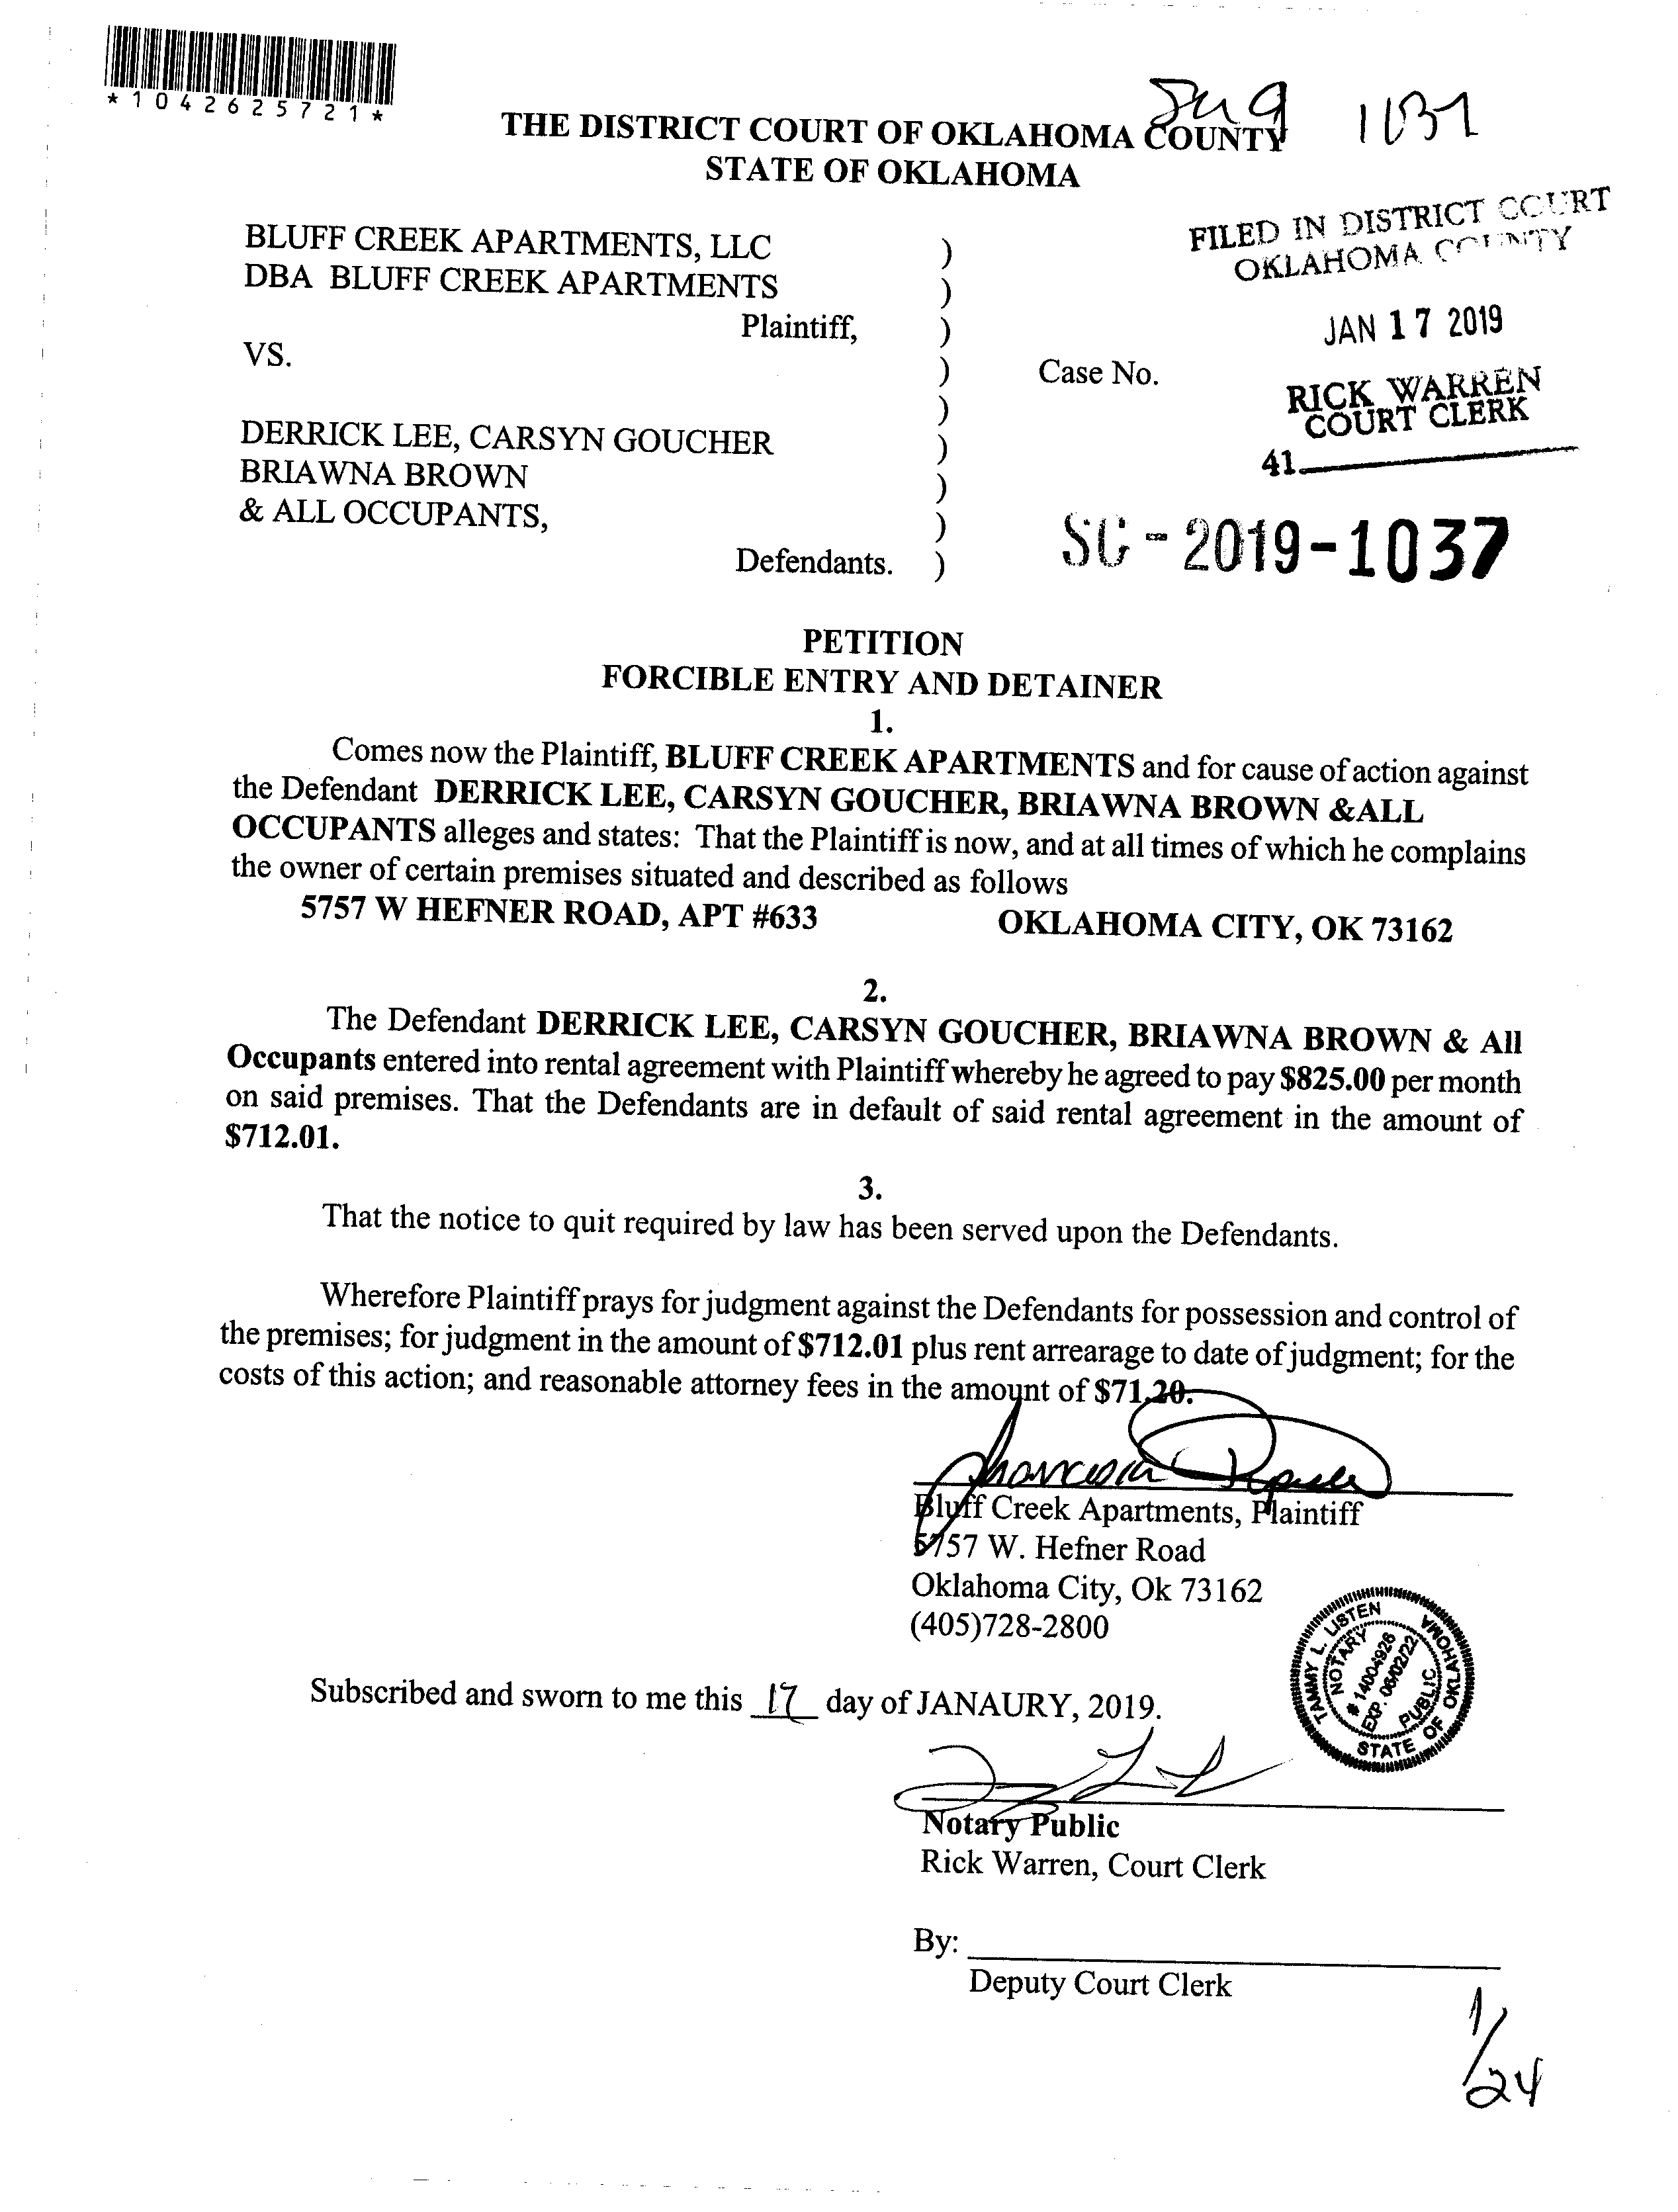 *1042625721*
1037
THE DISTRICT COURT OF OKLAHOMA COUNTY
STATE OF OKLAHOMA
FILED IN DISTRICT COURT
OKLAHOMA COUNTY
JAN 17 2019
RICK WARREN
COURT CLERK
41
BLUFF CREEK APARTMENTS, LLC )
DBA BLUFF CREEK APARTMENTS )
Plaintiff, )
VS. ) Case No.
)
DERRICK LEE, CARSYN GOUCHER )
BRIAWNA BROWN )
& ALL OCCUPANTS, )
Defendants. )
SC-2019-1037
PETITION
FORCIBLE ENTRY AND DETAINER
1.
Comes now the Plaintiff, BLUFF CREEK APARTMENTS and for cause of action against
the Defendant DERRICK LEE, CARSYN GOUCHER, BRIAWNA BROWN &ALL
OCCUPANTS alleges and states: That the Plaintiff is now, and at all times of which he complains
the owner of certain premises situated and described as follows
5757 W HEFNER ROAD, APT #633 OKLAHOMA CITY, OK 73162
2.
The Defendant DERRICK LEE, CARSYN GOUCHER, BRIAWNA BROWN & All
Occupants entered into rental agreement with Plaintiff whereby he agreed to pay $825.00 per month
on said premises. That the Defendants are in default of said rental agreement in the amount of
$712.01.
3.
That the notice to quit required by law has been served upon the Defendants.
Wherefore Plaintiff prays for judgment against the Defendants for possession and control of
the premises; for judgment in the amount of $712.01 plus rent arrearage to date of judgment; for the
costs of this action; and reasonable attorney fees in the amount of $71.20.
Bluff Creek Apartments, Plaintiff
5757 W. Hefner Road
Oklahoma City, Ok 73162
(405)728-2800
TAMMY L. LISTEN
NOTARY
# 14004926
EXP. 06/02/22
PUBLIC
STATE OF OKLAHOMA
Subscribed and sworn to me this 17 day of JANAURY, 2019.
Notary Public
Rick Warren, Court Clerk
By:
Deputy Court Clerk
1/24